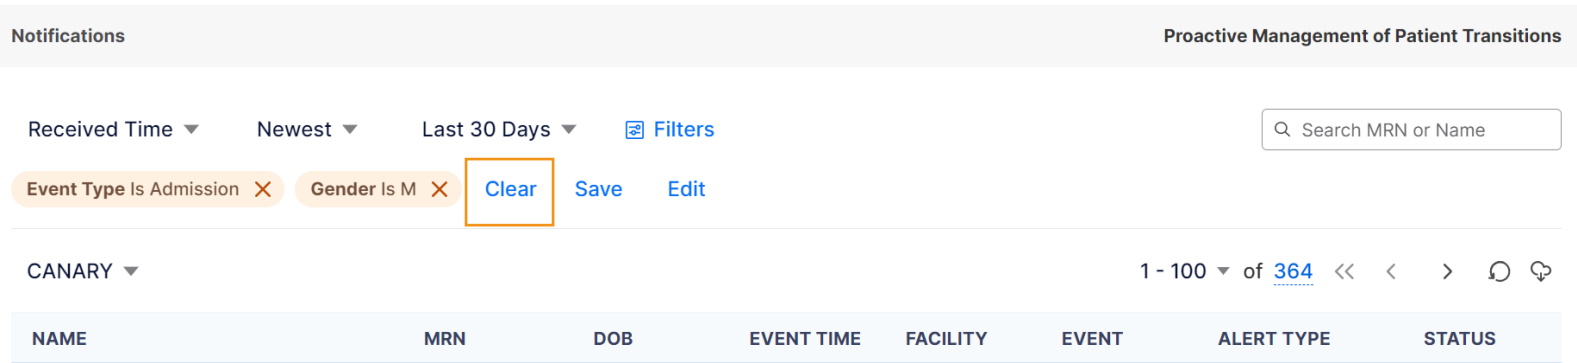 Notifications Proactive Management of Patient Transitions
Received Time Newest Last 30 Days Filters Search MRN or Name
Event Type Is Admission Gender Is M Clear Save Edit
CANARY 1 - 100 of 364
NAME MRN DOB EVENT TIME FACILITY EVENT ALERT TYPE STATUS